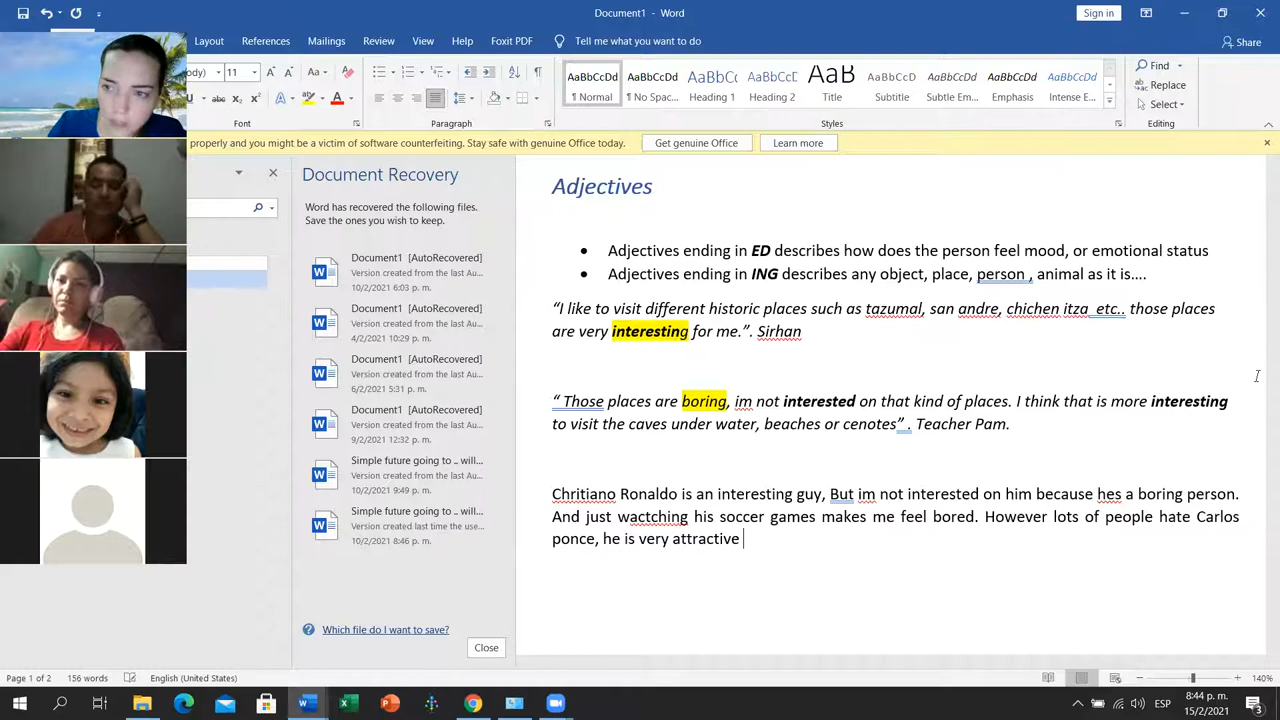 Document1 - Word
Sign in
Layout References Mailings Review View Help Foxit PDF Tell me what you want to do
Share
11
AaBbCcDd AaBbCcDd AaBbCc AaBbCcD AaB AaBbCcDd AaBbCcDd AaBbCcDd AaBbCcDd
¶ Normal ¶ No Spac... Heading 1 Heading 2 Title Subtitle Subtle Em... Emphasis Intense E...
Find
Replace
Select
Font Paragraph Styles Editing
properly and you might be a victim of software counterfeiting. Stay safe with genuine Office today. Get genuine Office Learn more
Document Recovery
Word has recovered the following files.
Save the ones you wish to keep.
Document1 [AutoRecovered]
Version created from the last Au...
10/2/2021 6:03 p. m.
Document1 [AutoRecovered]
Version created from the last Au...
4/2/2021 10:29 p. m.
Document1 [AutoRecovered]
Version created from the last Au...
6/2/2021 5:31 p. m.
Document1 [AutoRecovered]
Version created from the last Au...
9/2/2021 12:32 p. m.
Simple future going to .. will...
Version created from the last Au...
10/2/2021 9:49 p. m.
Simple future going to .. will...
Version created last time the use...
10/2/2021 8:46 p. m.
Which file do I want to save?
Close
Adjectives
• Adjectives ending in ED describes how does the person feel mood, or emotional status
• Adjectives ending in ING describes any object, place, person , animal as it is....
“I like to visit different historic places such as tazumal, san andre, chichen itza etc.. those places
are very interesting for me.”. Sirhan
“ Those places are boring, im not interested on that kind of places. I think that is more interesting
to visit the caves under water, beaches or cenotes” . Teacher Pam.
Chritiano Ronaldo is an interesting guy, But im not interested on him because hes a boring person.
And just wactching his soccer games makes me feel bored. However lots of people hate Carlos
ponce, he is very attractive
Page 1 of 2 156 words English (United States)
140%
ESP
8:44 p. m.
15/2/2021
3